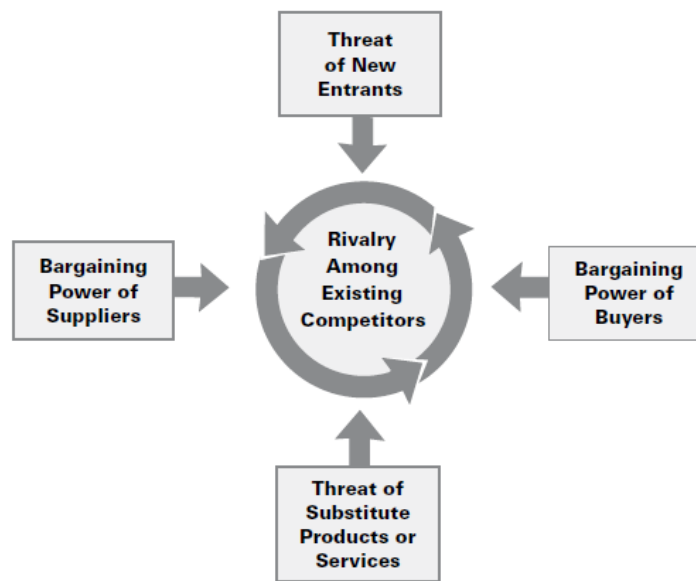 Threat
of New
Entrants
Bargaining
Power of
Suppliers
Rivalry
Among
Existing
Competitors
Bargaining
Power of
Buyers
Threat of
Substitute
Products or
Services